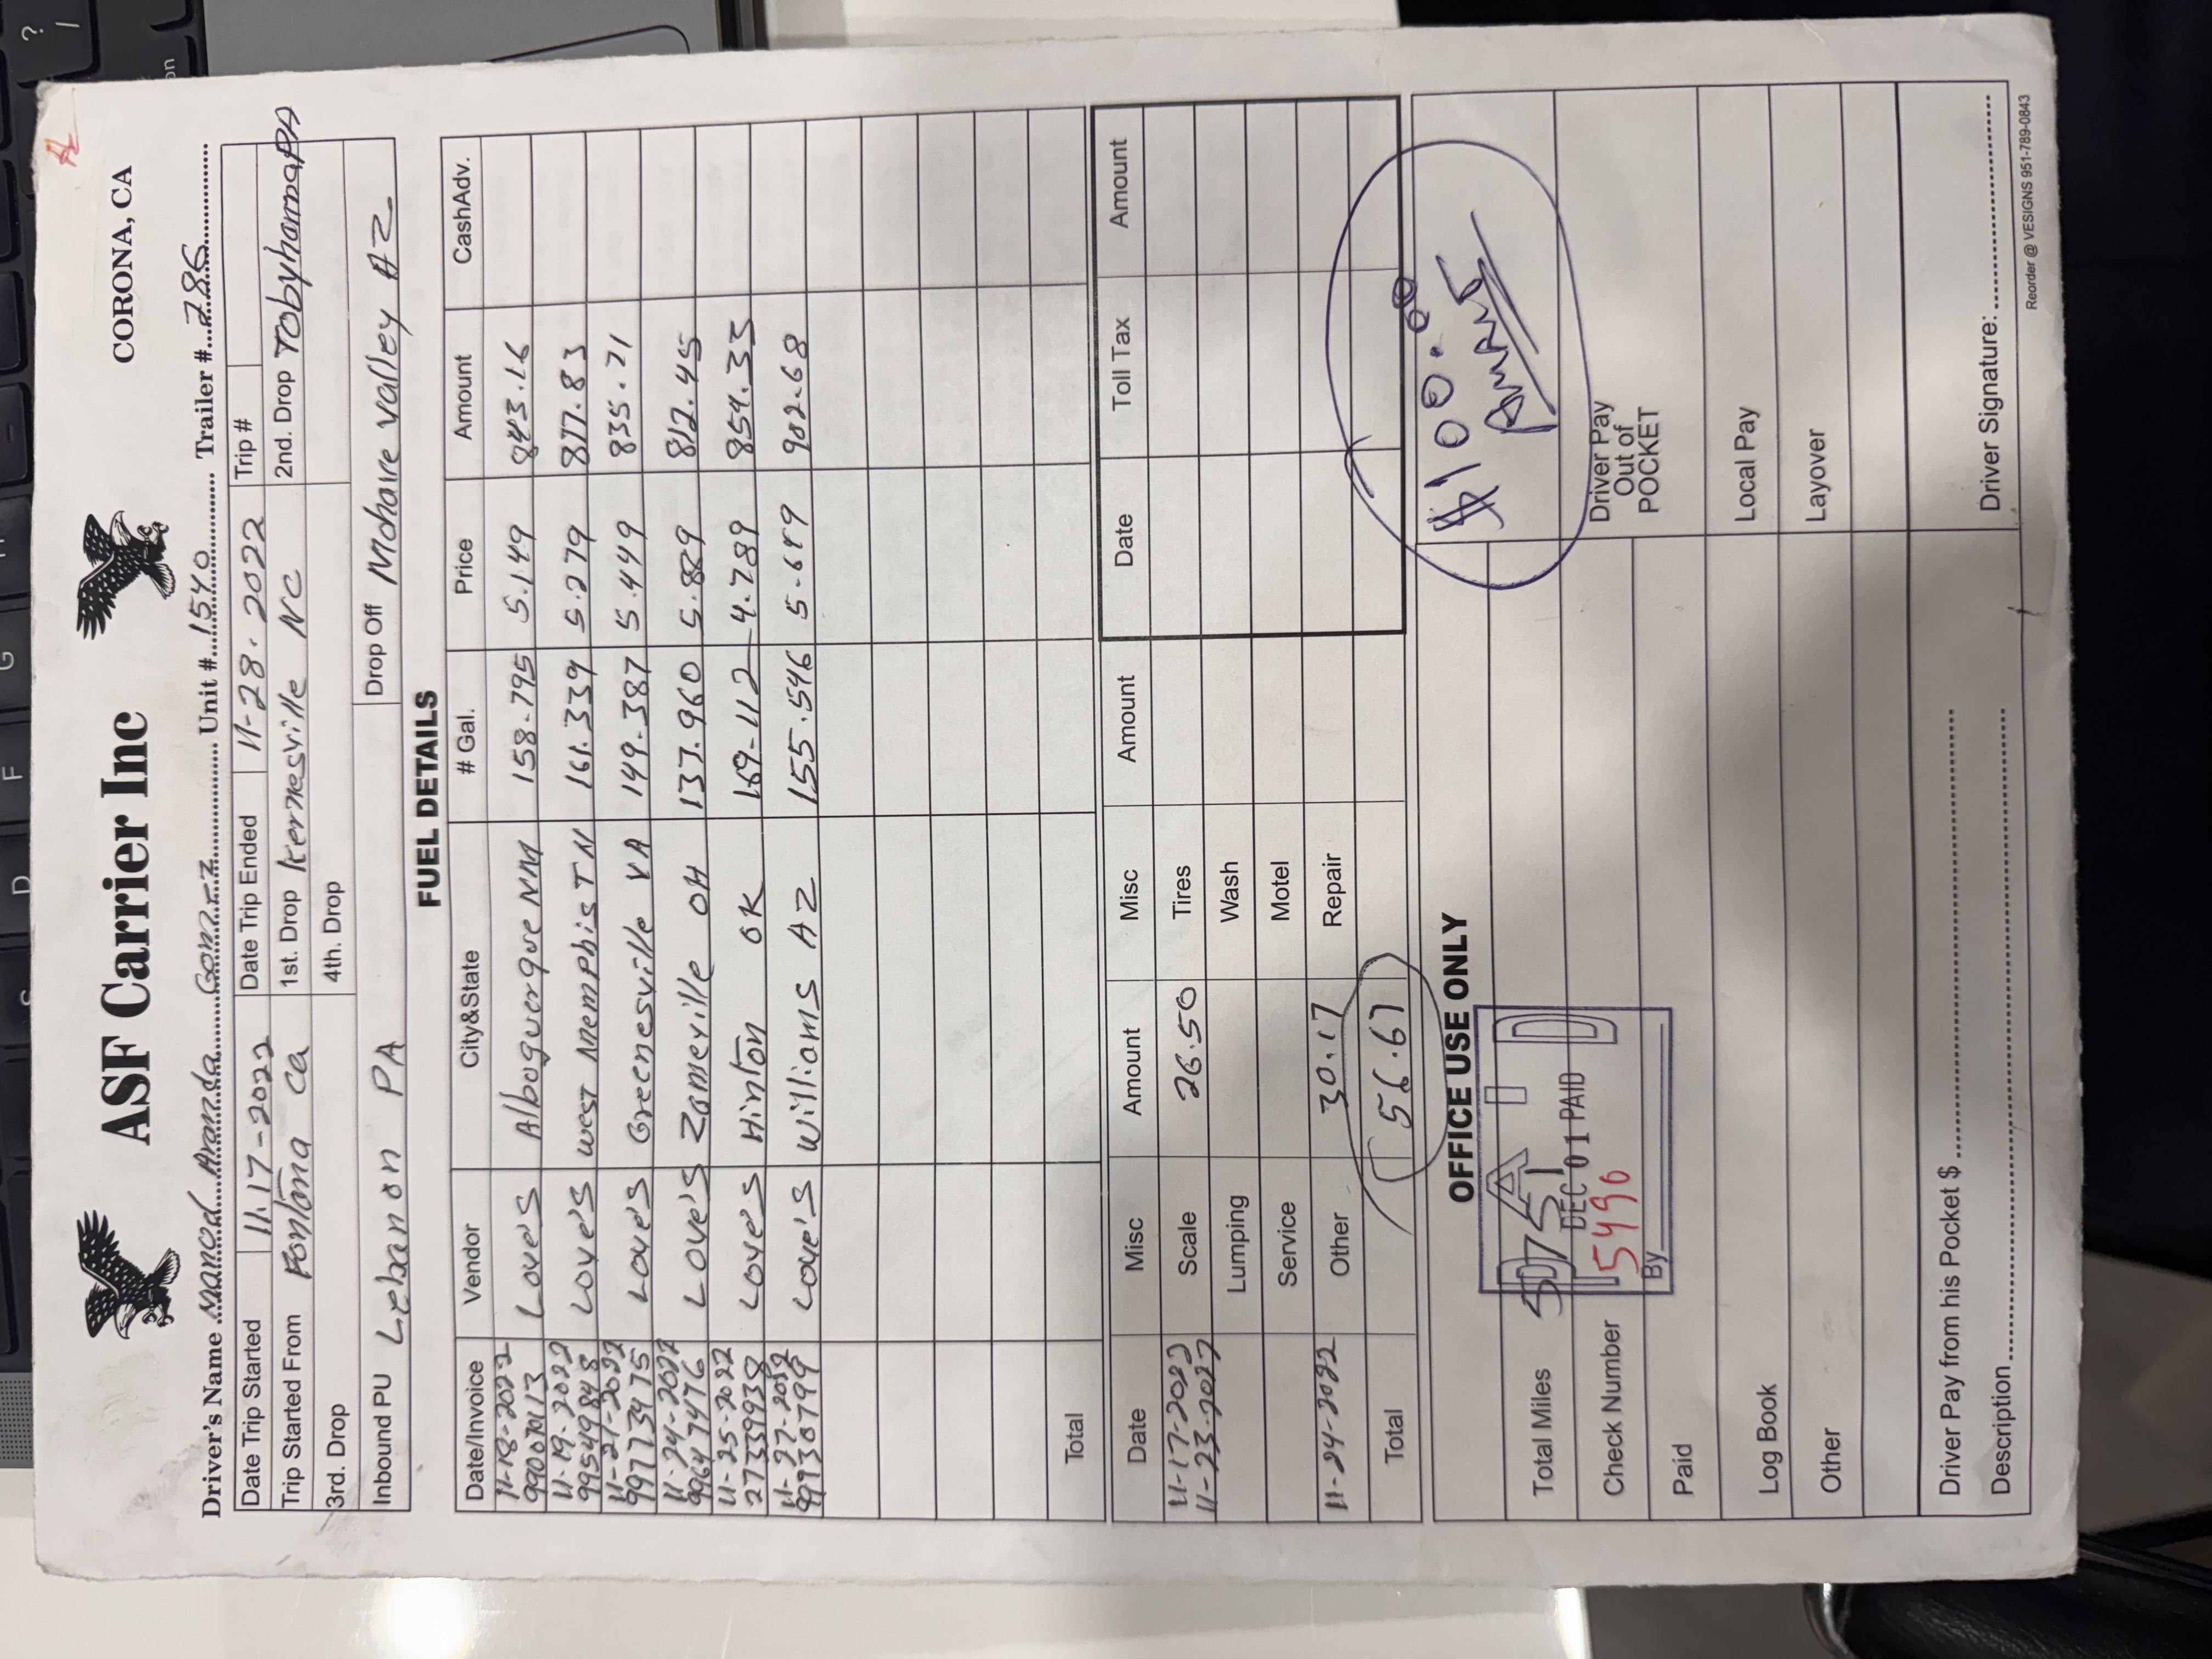 ASF Carrier Inc
CORONA, CA
Driver's Name Manod Aranda Gomez Unit # 1540 Trailer # 786
Date Trip Started 11-17-2022 Date Trip Ended 11-28-2022 Trip #
Trip Started From Fontana Ca 1st. Drop Kernesville NC 2nd. Drop Tobyhanna PA
3rd. Drop 4th. Drop
Inbound PU Lebanon PA Drop Off Mohave valley AZ
FUEL DETAILS
Date/Invoice Vendor City&State # Gal. Price Amount CashAdv.
11-18-2022
99007113 Love's Albuguerque NM 158.795 5.149 843.16
11-19-2022
99549848 Love's West Memphis TN 161.339 5.279 877.83
11-21-2022
99773475 Love's Greenesville VA 149.387 5.449 835.71
11-24-2022
99647476 Love's Zameville OH 137.960 5.889 812.45
11-25-2022
27339938 Love's Hinton OK 169-112 4.789 854.33
11-27-2022
99730799 Love's Williams AZ 155.546 5.649 902.68
Total
Date Misc Amount Misc Amount Date Toll Tax Amount
11-17-2022
11-23-2022 Scale 26.50 Tires
Lumping Wash
Service Motel
11-24-2022 Other 30.17 Repair
Total 56.67
OFFICE USE ONLY
$100.00
PAID
Total Miles 5751
DEC 01 PAID
Check Number 5490
By
Driver Pay
Out of
POCKET
Paid
Log Book
Local Pay
Other
Layover
Driver Pay from his Pocket $
Description
Driver Signature:
Reorder @ VESIGNS 951-789-0843